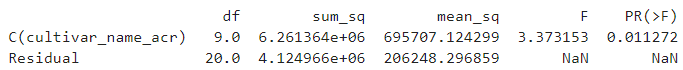 df sum_sq mean_sq F PR(>F)
C(cultivar_name_acr) 9.0 6.261364e+06 695707.124299 3.373153 0.011272
Residual 20.0 4.124966e+06 206248.296859 NaN NaN